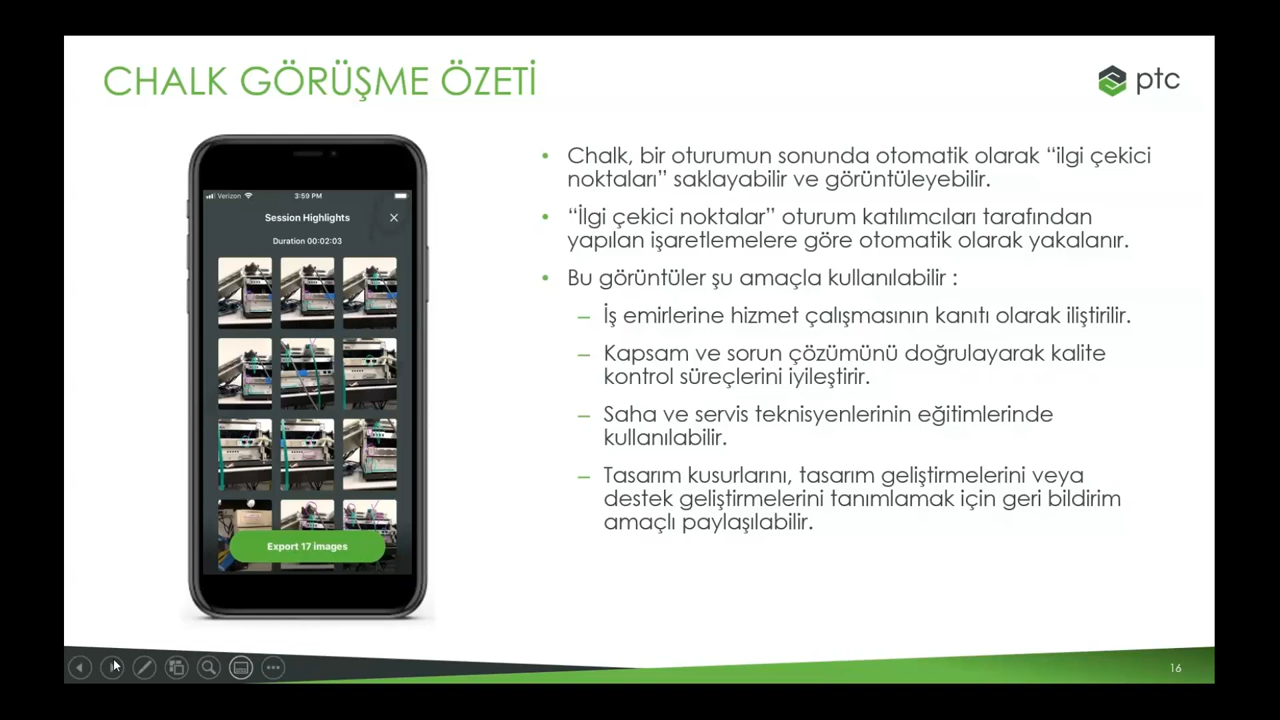 CHALK GÖRÜŞME ÖZETİ
ptc
Verizon
3:59 PM
Session Highlights
Duration 00:02:03
Export 17 images
• Chalk, bir oturumun sonunda otomatik olarak “ilgi çekici
noktaları” saklayabilir ve görüntüleyebilir.
• “İlgi çekici noktalar” oturum katılımcıları tarafından
yapılan işaretlemelere göre otomatik olarak yakalanır.
• Bu görüntüler şu amaçla kullanılabilir :
– İş emirlerine hizmet çalışmasının kanıtı olarak iliştirilir.
– Kapsam ve sorun çözümünü doğrulayarak kalite
kontrol süreçlerini iyileştirir.
– Saha ve servis teknisyenlerinin eğitimlerinde
kullanılabilir.
– Tasarım kusurlarını, tasarım geliştirmelerini veya
destek geliştirmelerini tanımlamak için geri bildirim
amaçlı paylaşılabilir.
16